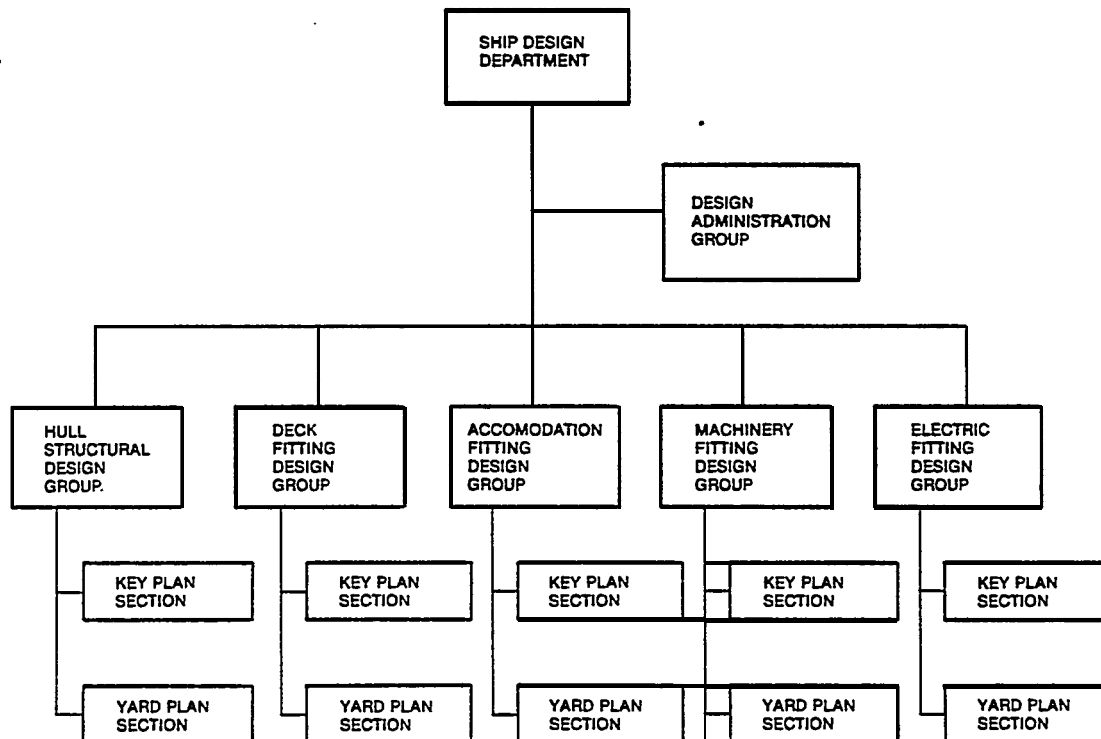 SHIP DESIGN
DEPARTMENT
DESIGN
ADMINISTRATION
GROUP
HULL
STRUCTURAL
DESIGN
GROUP.
DECK
FITTING
DESIGN
GROUP
ACCOMODATION
FITTING
DESIGN
GROUP
MACHINERY
FITTING
DESIGN
GROUP
ELECTRIC
FITTING
DESIGN
GROUP
KEY PLAN
SECTION
KEY PLAN
SECTION
KEY PLAN
SECTION
KEY PLAN
SECTION
KEY PLAN
SECTION
YARD PLAN
SECTION
YARD PLAN
SECTION
YARD PLAN
SECTION
YARD PLAN
SECTION
YARD PLAN
SECTION